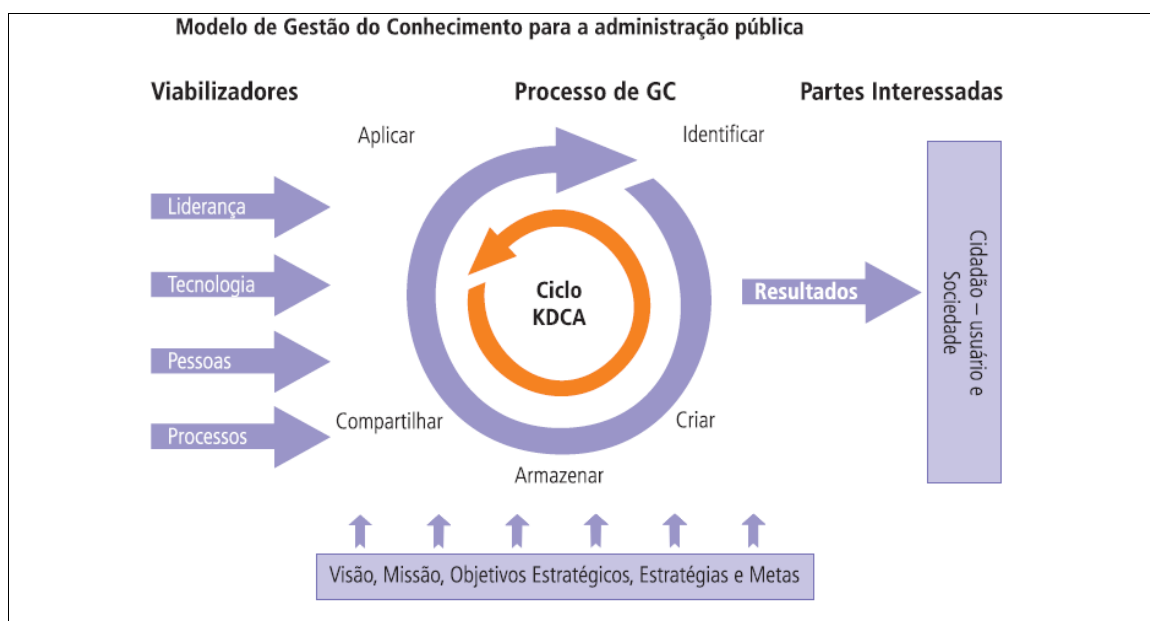 Modelo de Gestão do Conhecimento para a administração pública
Viabilizadores
Processo de GC
Partes Interessadas
Aplicar
Identificar
Liderança
Tecnologia
Pessoas
Processos
Ciclo
KDCA
Compartilhar
Criar
Armazenar
Resultados
Cidadão – usuário e
Sociedade
Visão, Missão, Objetivos Estratégicos, Estratégias e Metas